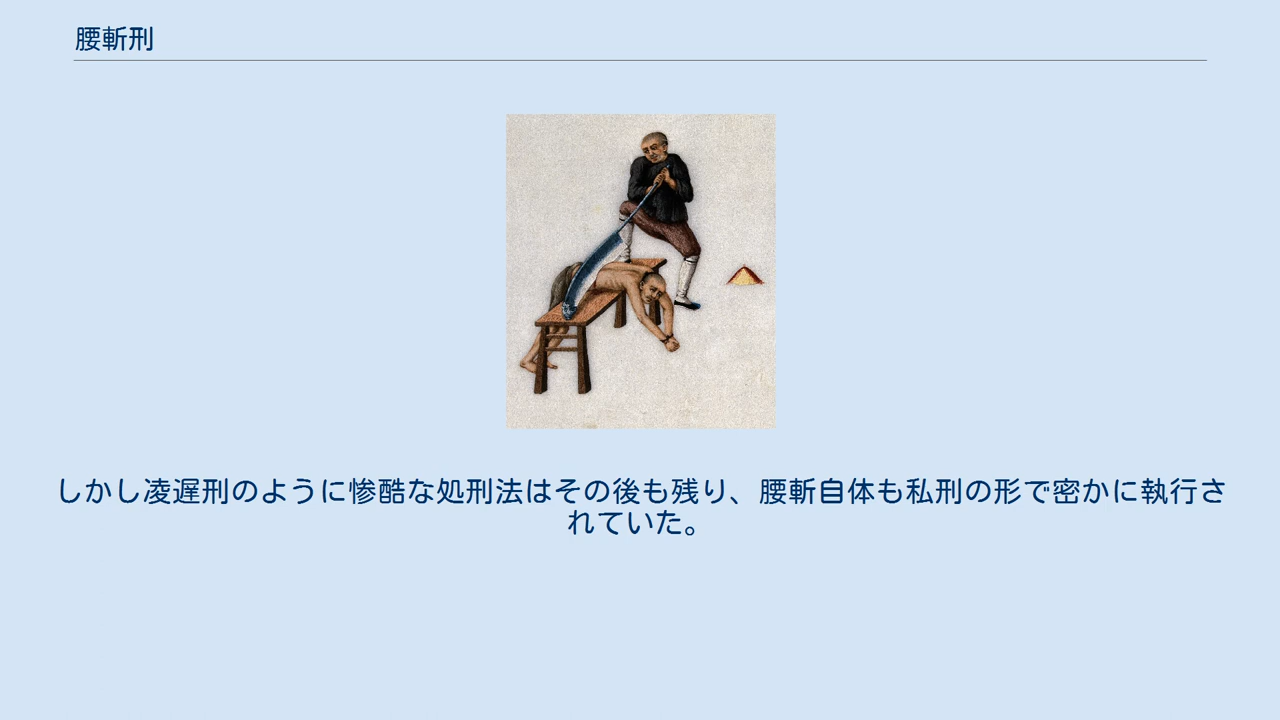 腰斬刑
しかし凌遅刑のように惨酷な処刑法はその後も残り、腰斬自体も私刑の形で密かに執行さ
れていた。